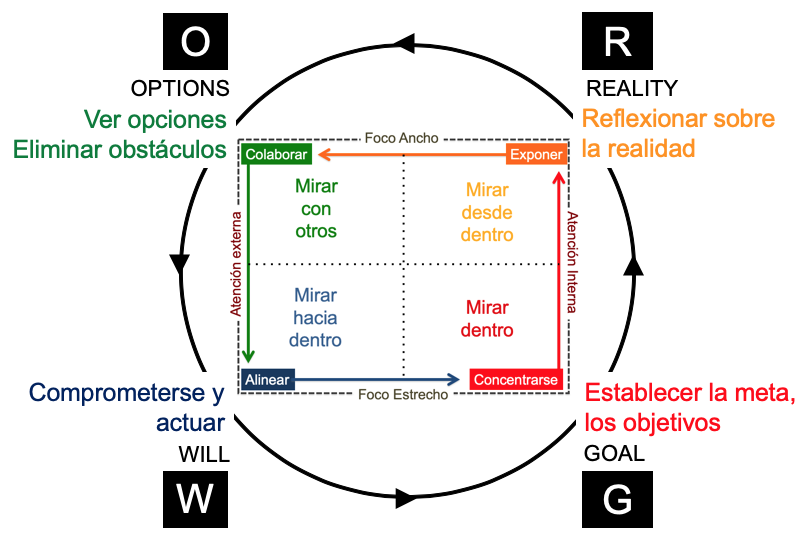 O
OPTIONS
Ver opciones
Eliminar obstáculos
R
REALITY
Reflexionar sobre
la realidad
Foco Ancho
Colaborar
Exponer
Mirar
con
otros
Mirar
desde
dentro
Atención externa
Atención Interna
Mirar
hacia
dentro
Mirar
dentro
Alinear
Concentrarse
Foco Estrecho
Comprometerse y
actuar
WILL
W
Establecer la meta,
los objetivos
GOAL
G